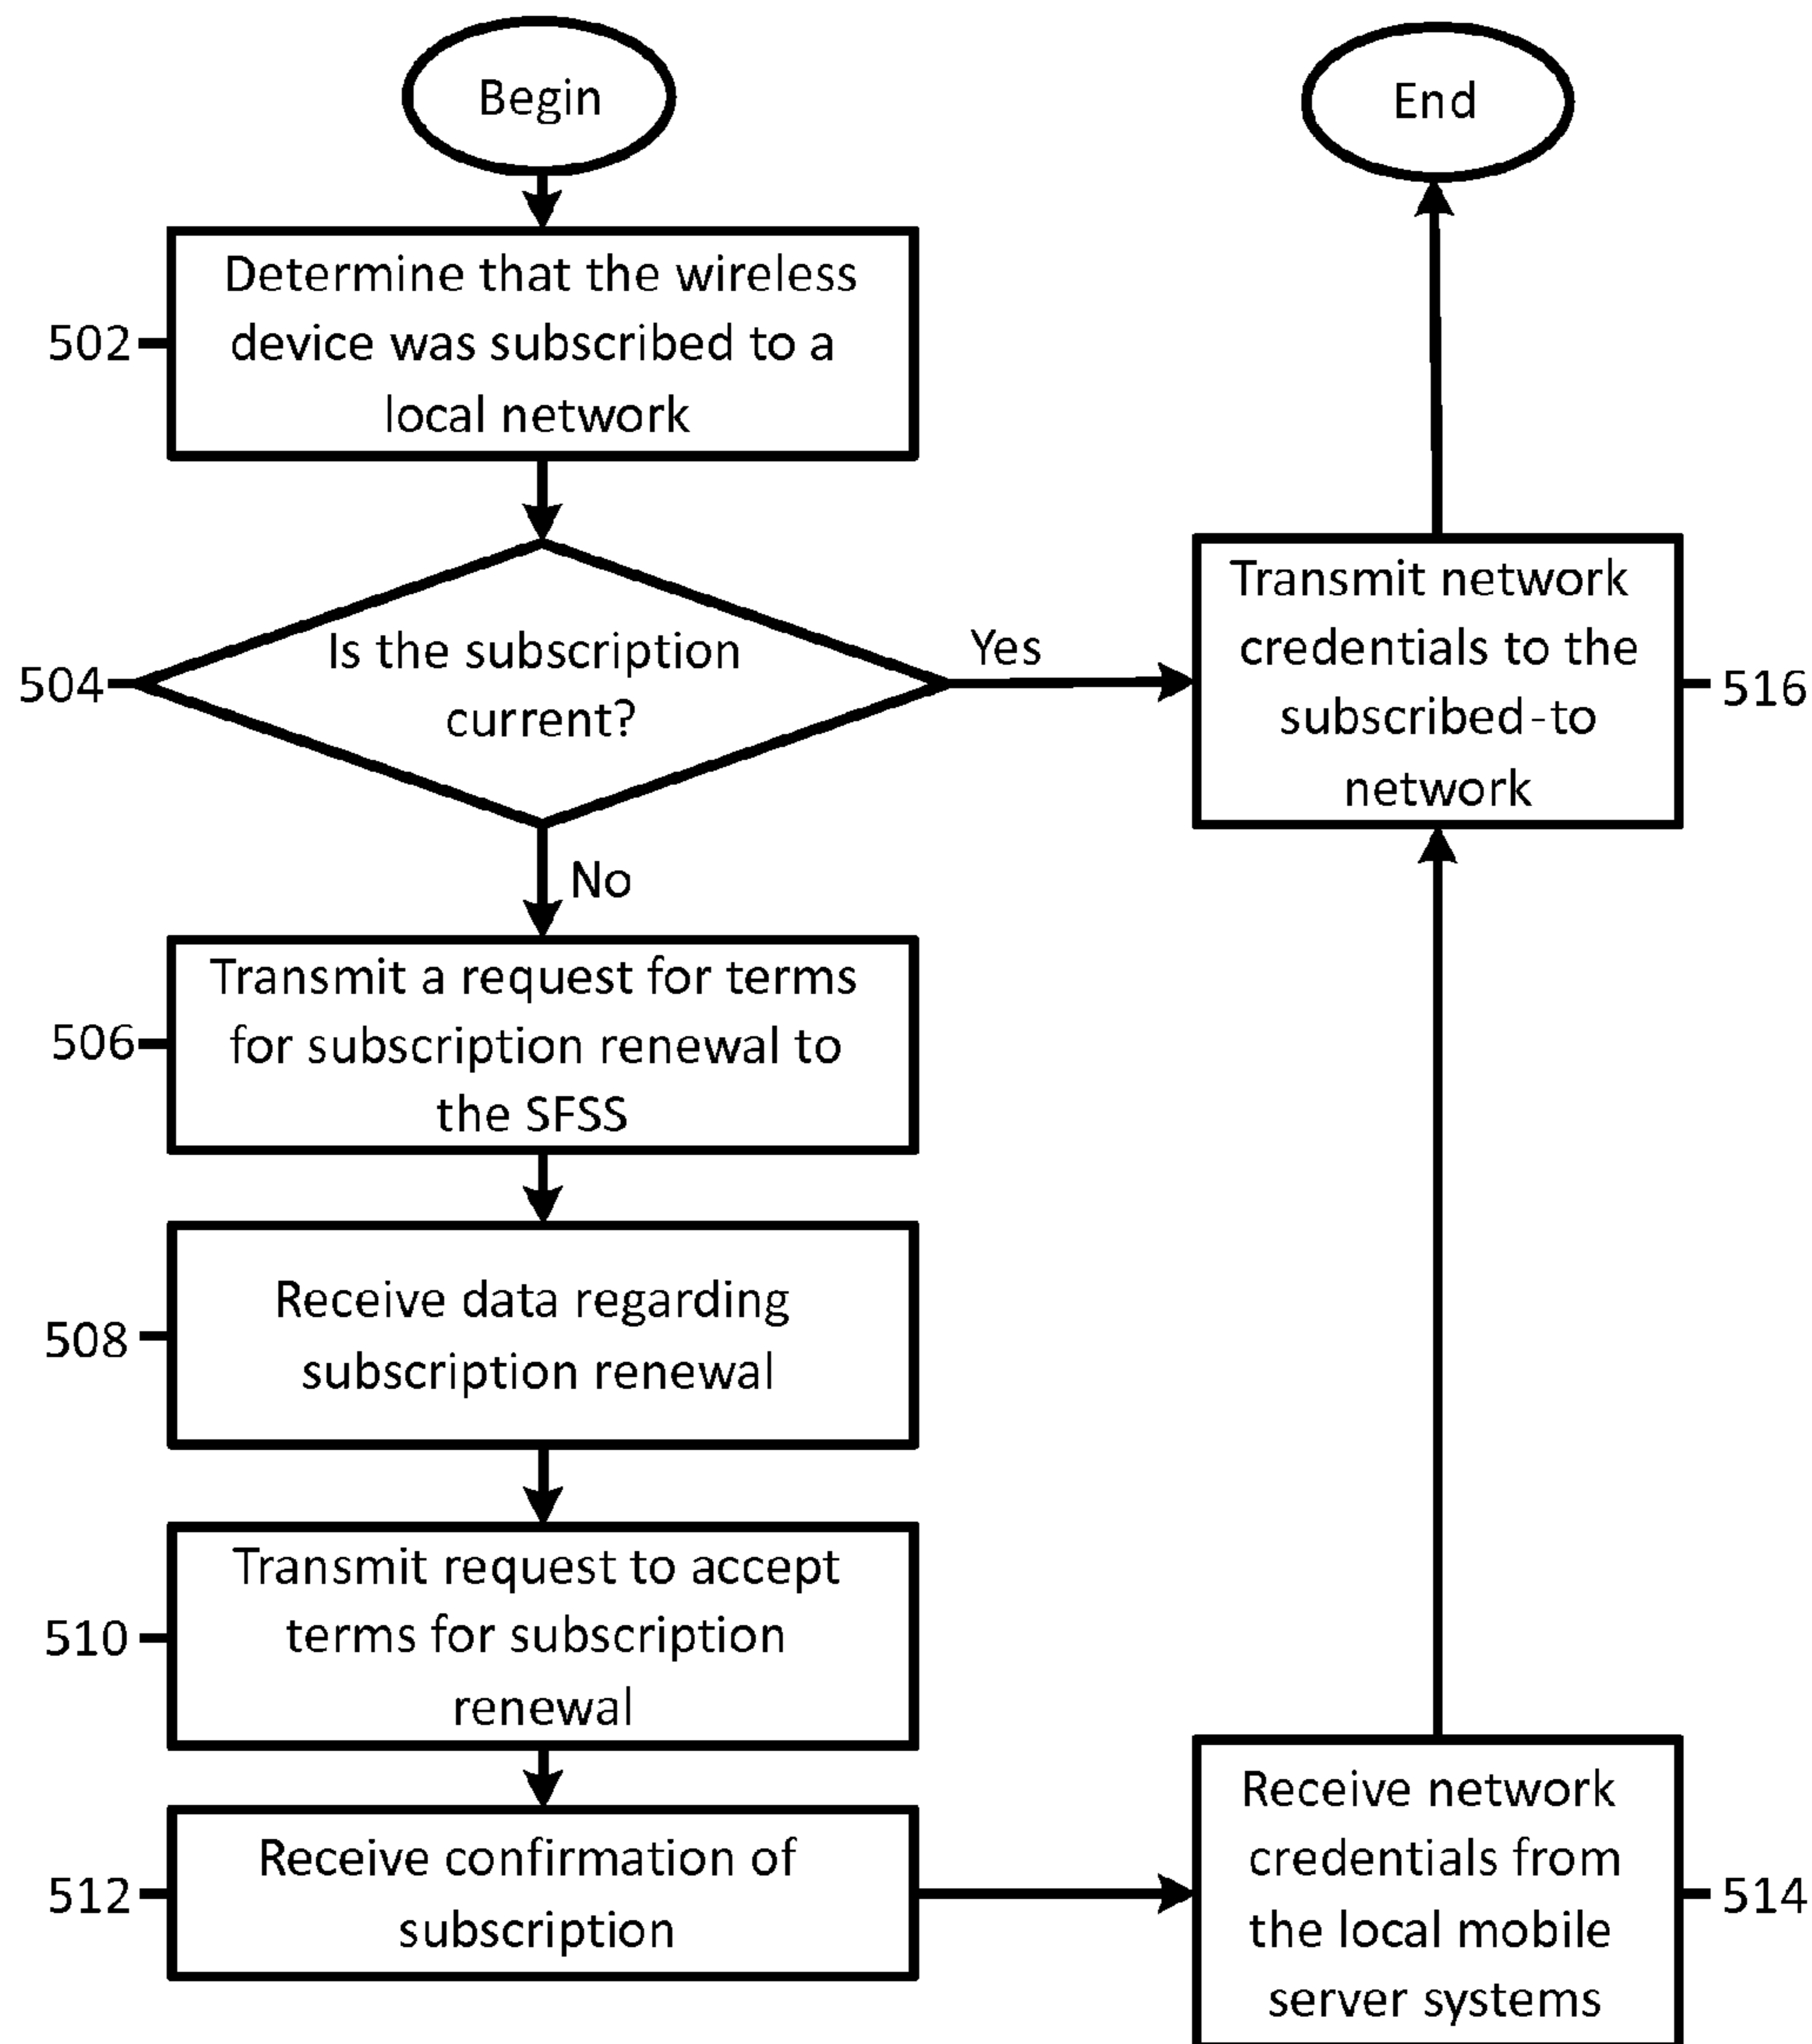 Begin
Determine that the wireless
device was subscribed to a
local network
502
Is the subscription
current?
504
Yes
No
Transmit a request for terms
for subscription renewal to
the SFSS
506
Receive data regarding
subscription renewal
508
Transmit request to accept
terms for subscription
renewal
510
Receive confirmation of
subscription
512
Receive network
credentials from
the local mobile
server systems
514
Transmit network
credentials to the
subscribed-to
network
516
End